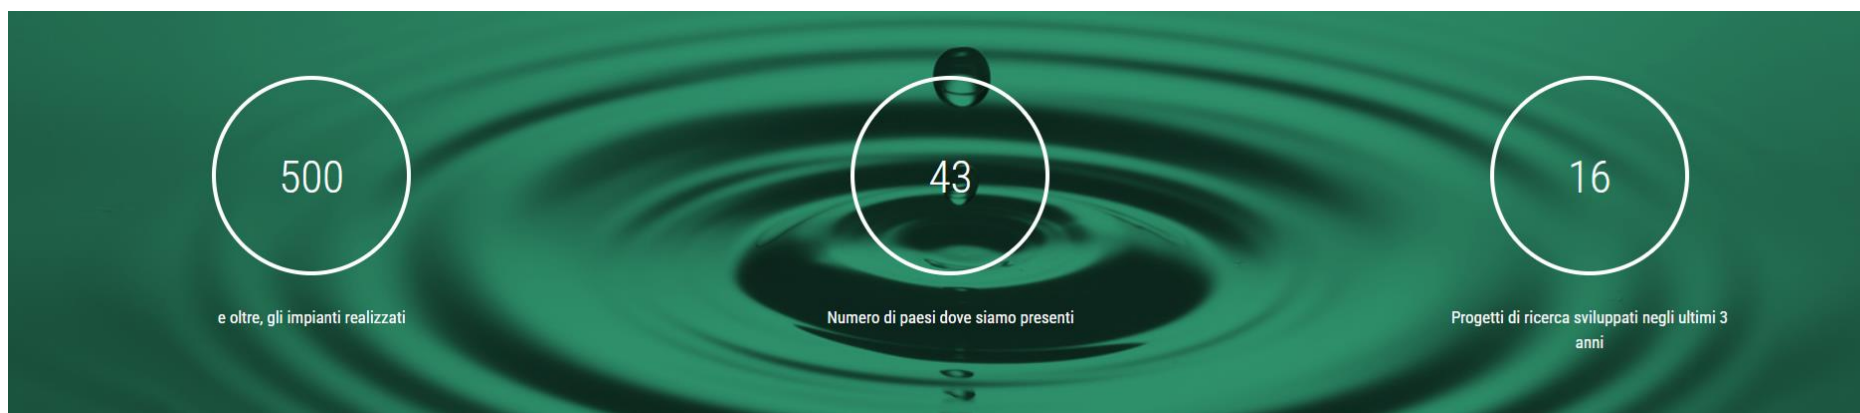 500
e oltre, gli impianti realizzati
43
Numero di paesi dove siamo presenti
16
Progetti di ricerca sviluppati negli ultimi 3
anni